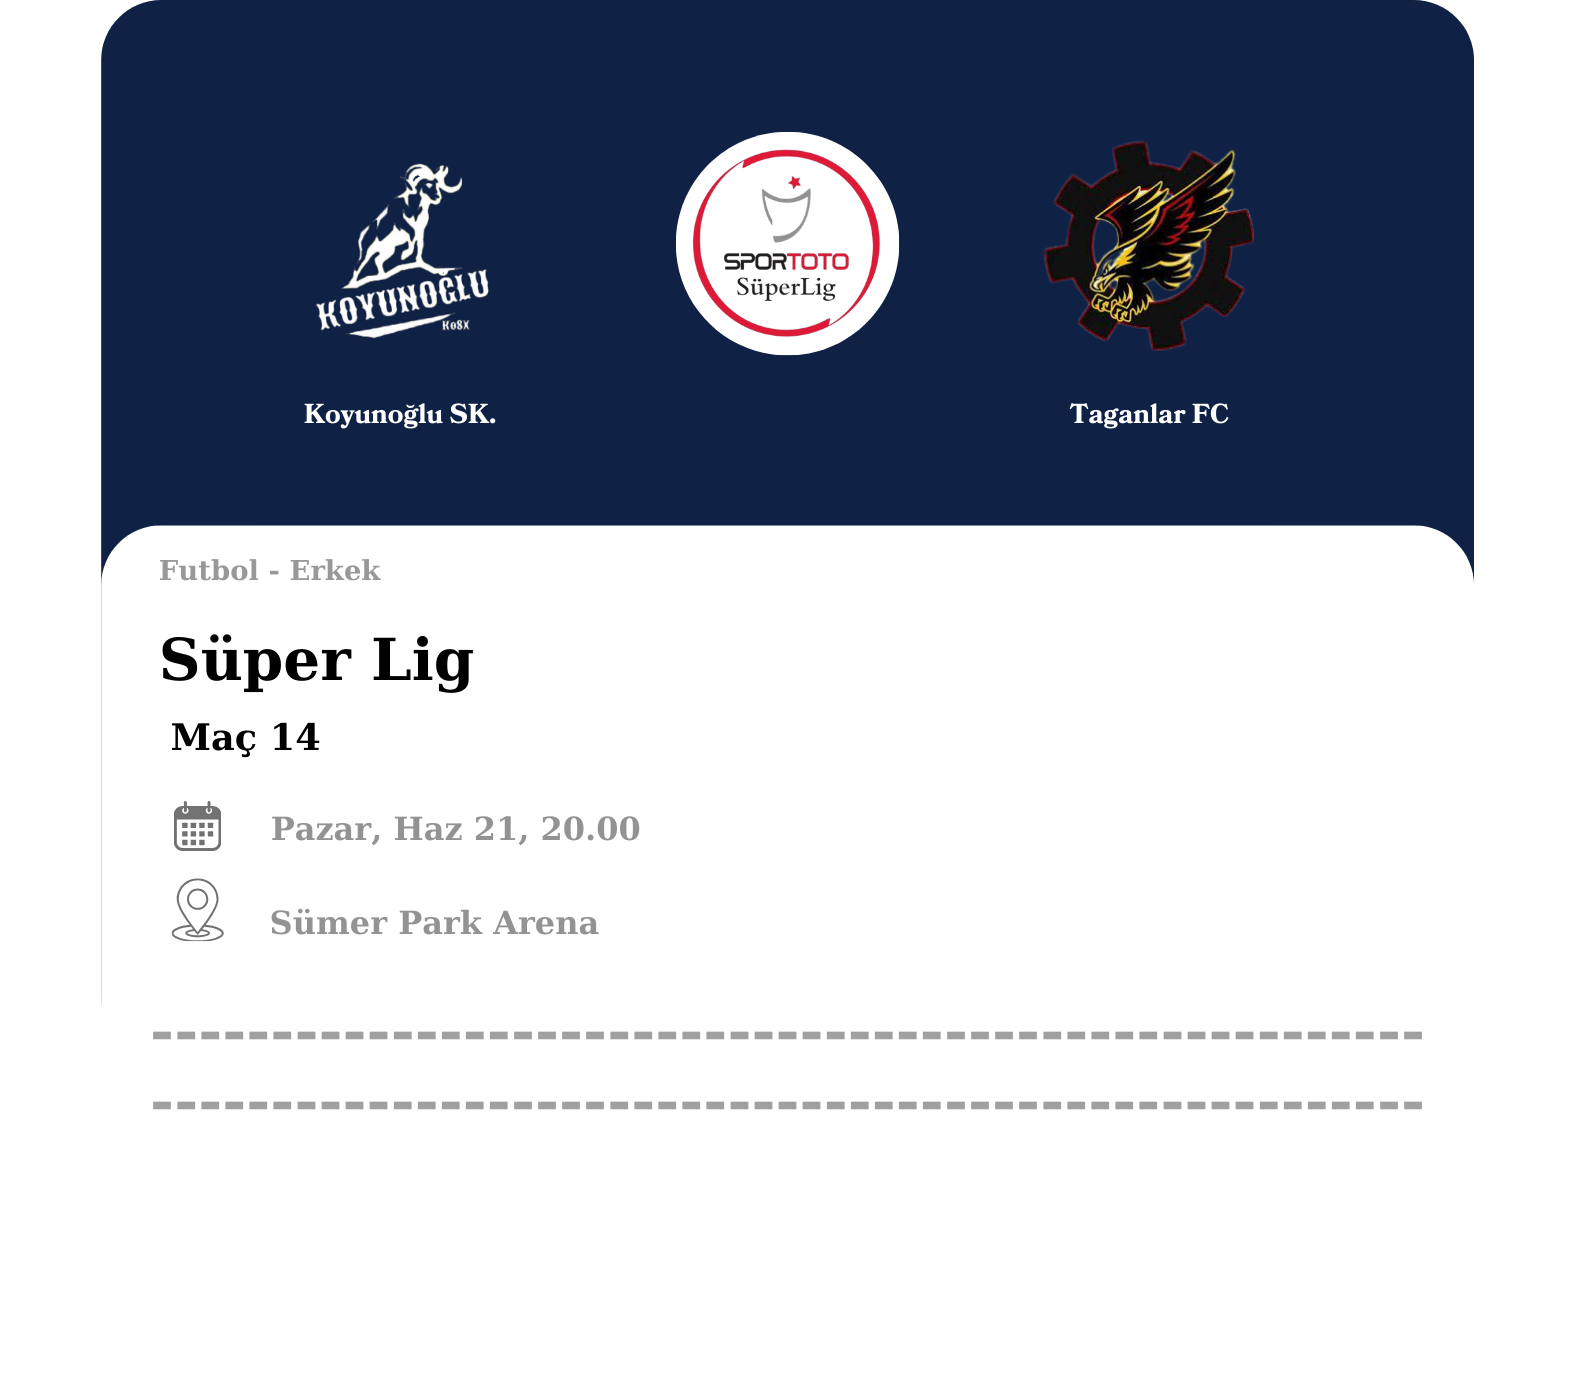 KOYUNOĞLU
Ko8X
SPORTOTO
SüperLig
Koyunoğlu SK.
Taganlar FC
Futbol - Erkek
Süper Lig
Maç 14
Pazar, Haz 21, 20.00
Sümer Park Arena